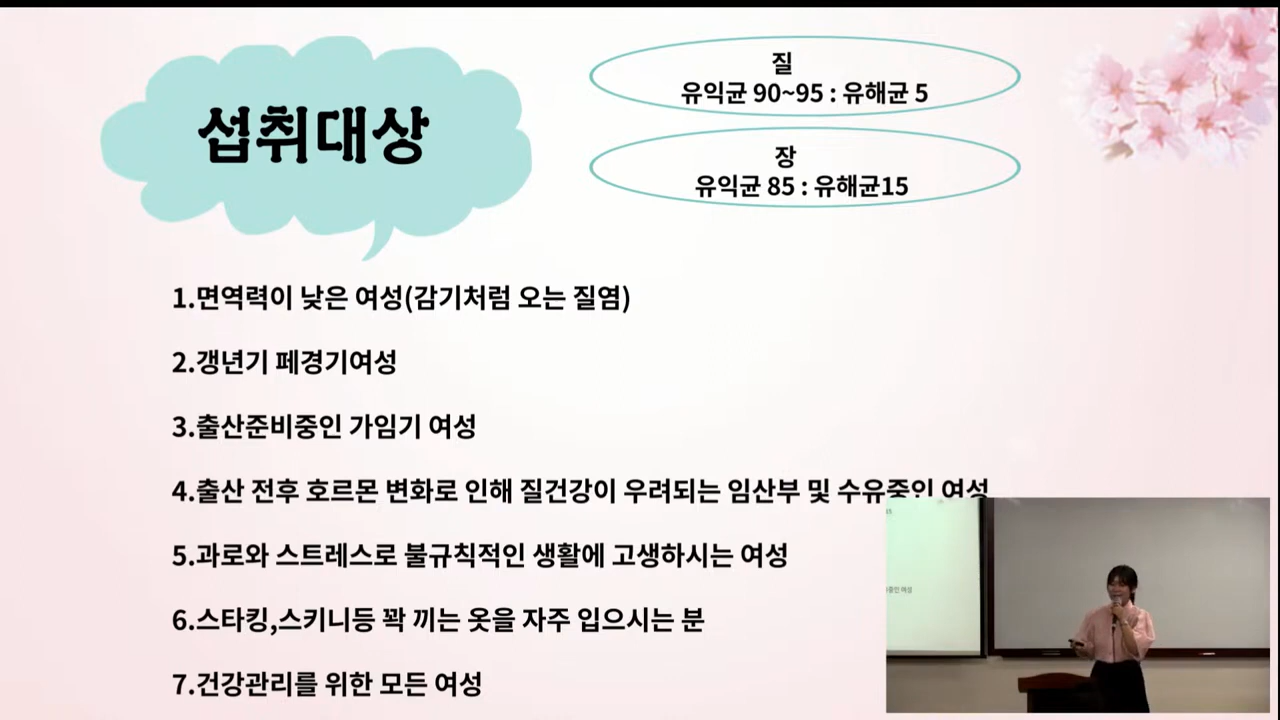 섭취대상
질
유익균 90~95 : 유해균 5
장
유익균 85 : 유해균15
1.면역력이 낮은 여성(감기처럼 오는 질염)
2.갱년기 폐경기여성
3.출산준비중인 가임기 여성
4.출산 전후 호르몬 변화로 인해 질건강이 우려되는 임산부 및 수유중인 여성
5.과로와 스트레스로 불규칙적인 생활에 고생하시는 여성
6.스타킹,스키니등 꽉 끼는 옷을 자주 입으시는 분
7.건강관리를 위한 모든 여성